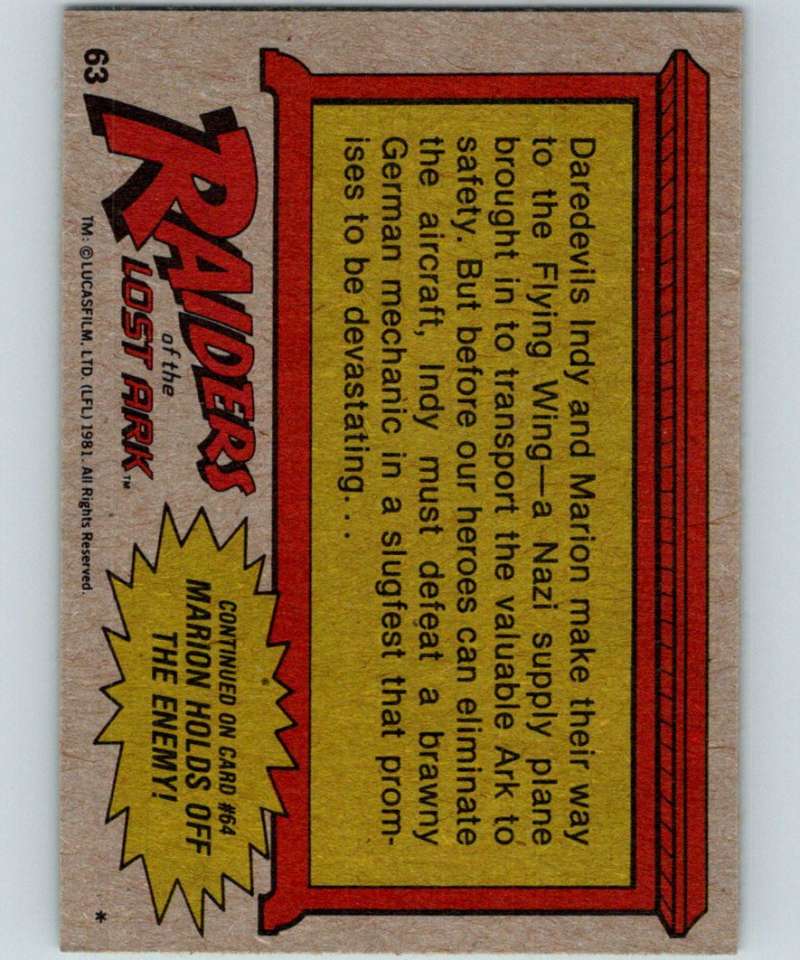 Daredevils Indy and Marion make their way
to the Flying Wing—a Nazi supply plane
brought in to transport the valuable Ark to
safety. But before our heroes can eliminate
the aircraft, Indy must defeat a brawny
German mechanic in a slugfest that prom-
ises to be devastating. . .
63
RAIDERS
of the
LOST ARK™
TM: ©LUCASFILM, LTD. (LFL) 1981. All Rights Reserved.
CONTINUED ON CARD #64
MARION HOLDS OFF
THE ENEMY!
*